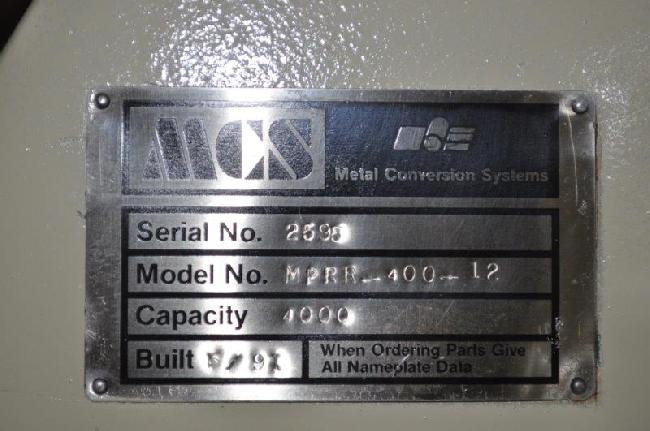 MCS
Metal Conversion Systems
Serial No.
Model No. MPRR-400-12
Capacity 4000
Built
When Ordering Parts Give
All Nameplate Data